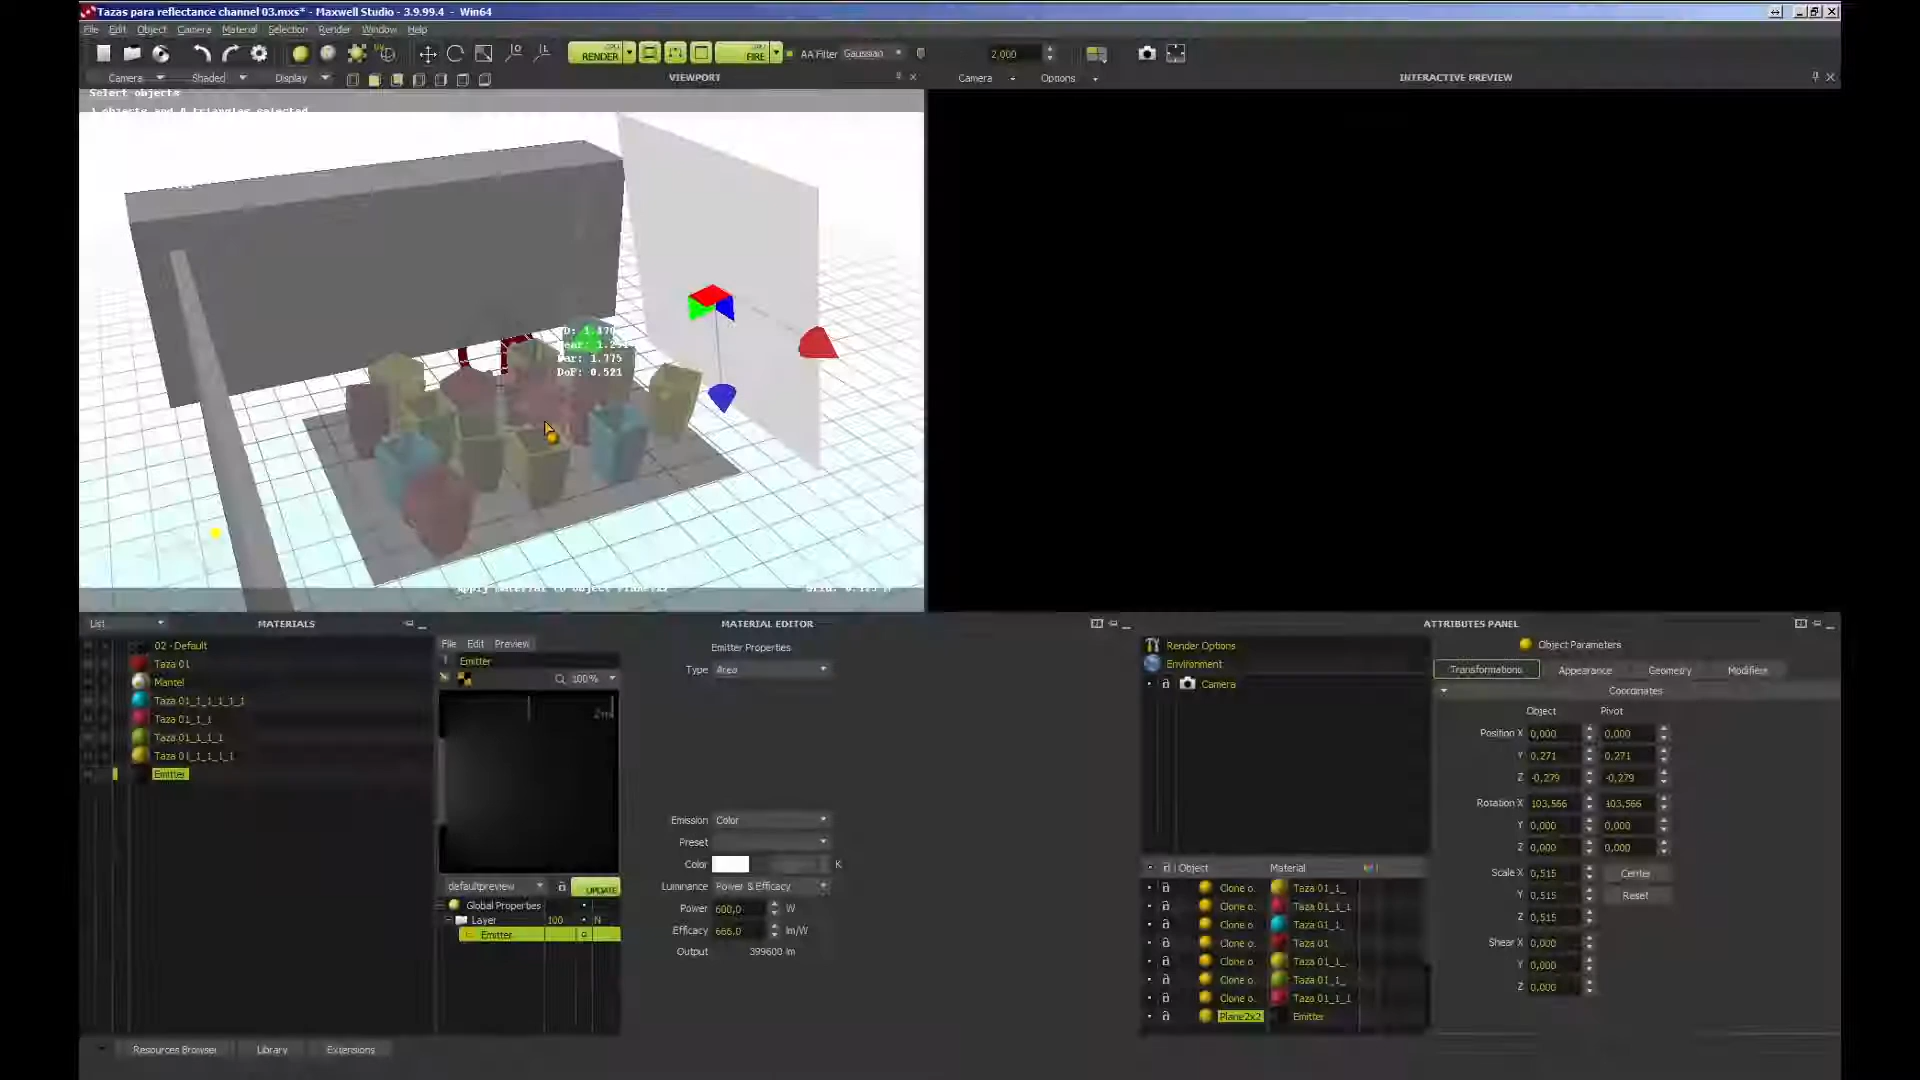 Tazas para reflectance channel 03.mxs* - Maxwell Studio - 3.9.99.4 - Win64
File Edit Object Camera Material Selection Render Window Help
RENDER FIRE AA Filter Gaussian 2,000
Camera Shaded Display VIEWPORT Camera Options INTERACTIVE PREVIEW
Select objects
Far: 1.775
DoF: 0.521
List MATERIALS
02 - Default
Taza 01
Mantel
Taza 01_1_1_1_1_1
Taza 01_1_1
Taza 01_1_1_1
Taza 01_1_1_1_1
Emitter
MATERIAL EDITOR
File Edit Preview
Emitter
100%
defaultpreview UPDATE
Global Properties
Layer 100 N
Emitter
Emitter Properties
Type Area
Emission Color
Preset
Color K
Luminance Power & Efficacy
Power 600,0 W
Efficacy 666,0 lm/W
Output 399600 lm
ATTRIBUTES PANEL
Render Options
Environment
Camera
Object Material
Clone o. Taza 01_1_
Clone o. Taza 01_1_1
Clone o. Taza 01_1_
Clone o. Taza 01
Clone o. Taza 01_1_
Clone o. Taza 01_1_
Clone o. Taza 01_1_1
Plane2x2 Emitter
Object Parameters
Transformations Appearance Geometry Modifiers
Coordinates
Object Pivot
Position X 0,000 0,000
Y 0,271 0,271
Z -0,279 -0,279
Rotation X 103,566 103,566
Y 0,000 0,000
Z 0,000 0,000
Scale X 0,515 Center
Y 0,515 Reset
Z 0,515
Shear X 0,000
Y 0,000
Z 0,000
Resources Browser Library Extensions